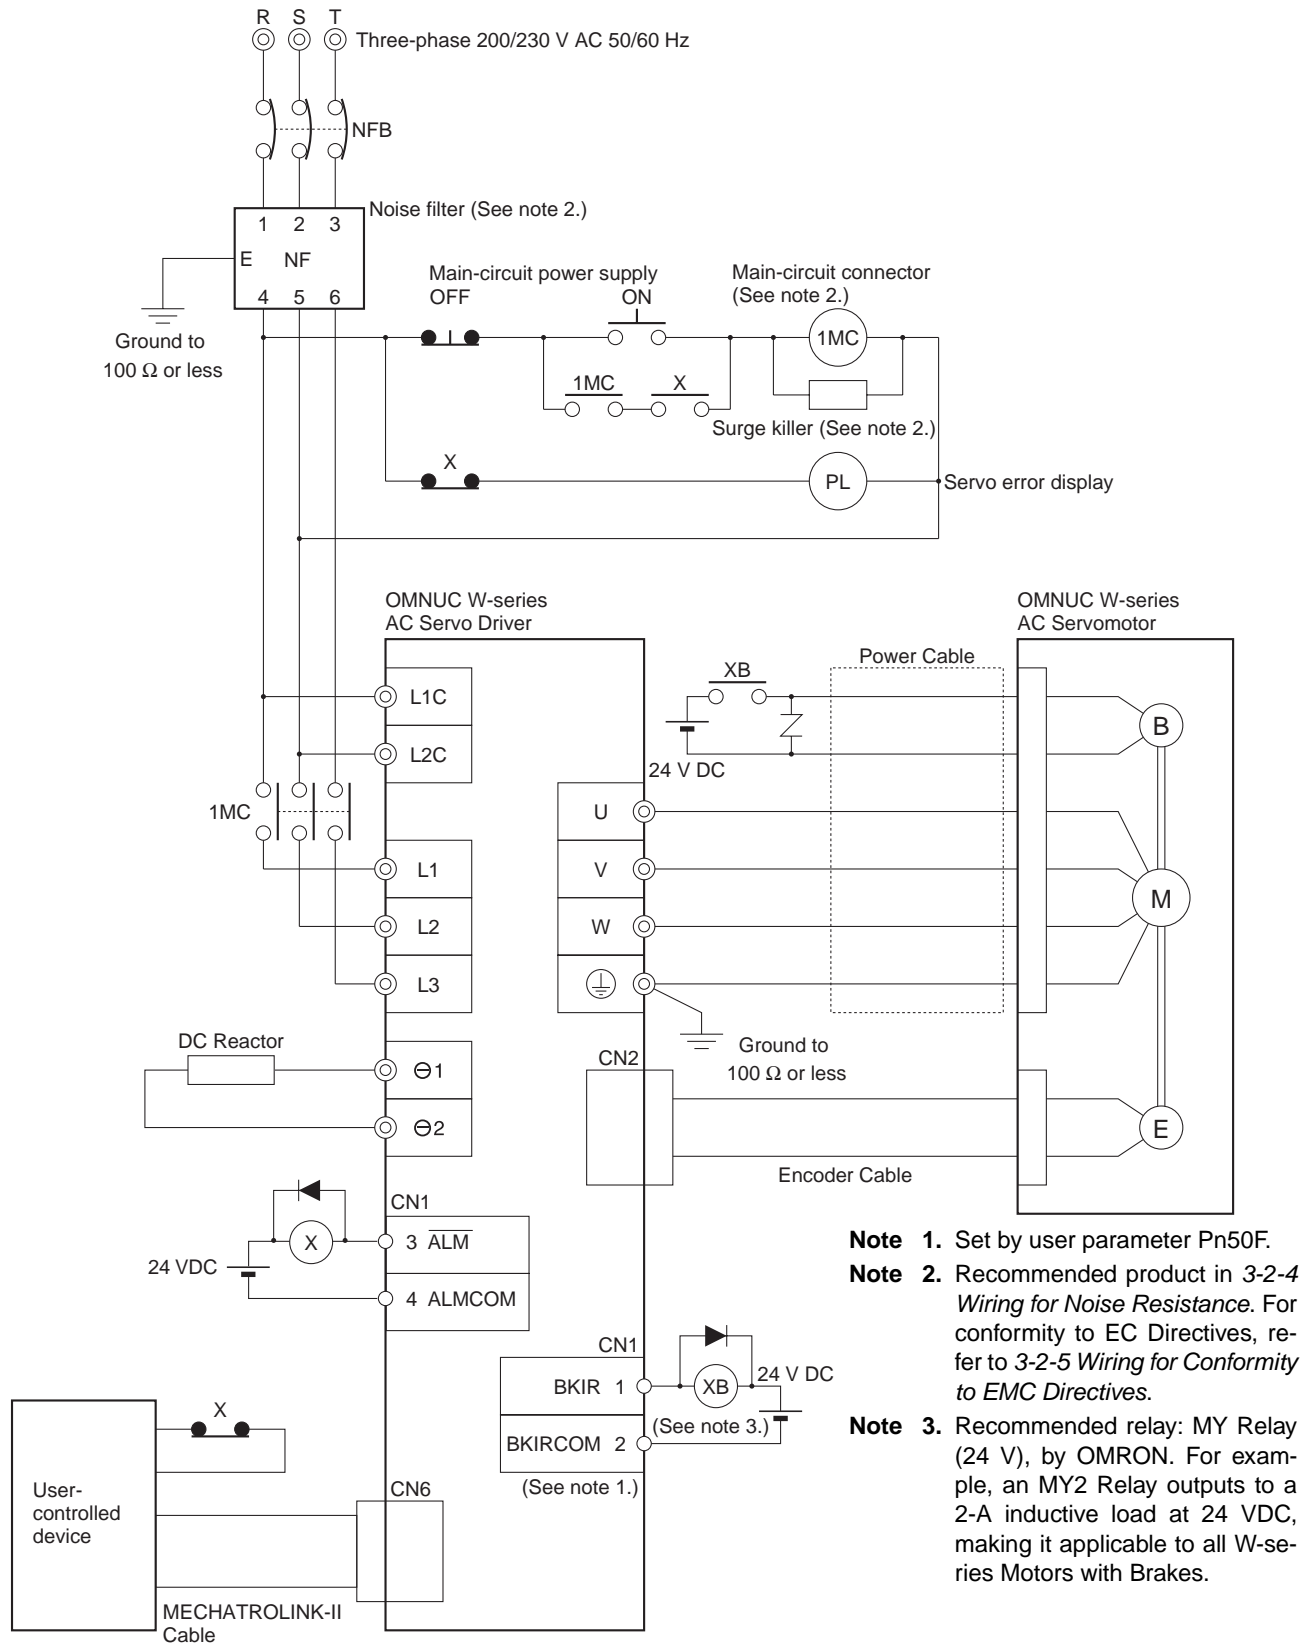 R S T
Three-phase 200/230 V AC 50/60 Hz
NFB
Noise filter (See note 2.)
1 2 3
E NF
4 5 6
Ground to
100 Ω or less
Main-circuit power supply
OFF ON
Main-circuit connector
(See note 2.)
1MC
1MC X
Surge killer (See note 2.)
X
PL
Servo error display
OMNUC W-series
AC Servo Driver
OMNUC W-series
AC Servomotor
L1C
L2C
1MC
L1
L2
L3
DC Reactor
⊖1
⊖2
XB
24 V DC
Power Cable
U
V
W
Ground to
100 Ω or less
B
M
E
CN2
Encoder Cable
CN1
X
24 VDC
3 A̅L̅M̅
4 ALMCOM
CN1
BKIR 1
BKIRCOM 2
(See note 1.)
XB
24 V DC
(See note 3.)
X
User-
controlled
device
CN6
MECHATROLINK-II
Cable
Note 1. Set by user parameter Pn50F.
Note 2. Recommended product in 3-2-4
Wiring for Noise Resistance. For
conformity to EC Directives, re-
fer to 3-2-5 Wiring for Conformity
to EMC Directives.
Note 3. Recommended relay: MY Relay
(24 V), by OMRON. For exam-
ple, an MY2 Relay outputs to a
2-A inductive load at 24 VDC,
making it applicable to all W-se-
ries Motors with Brakes.